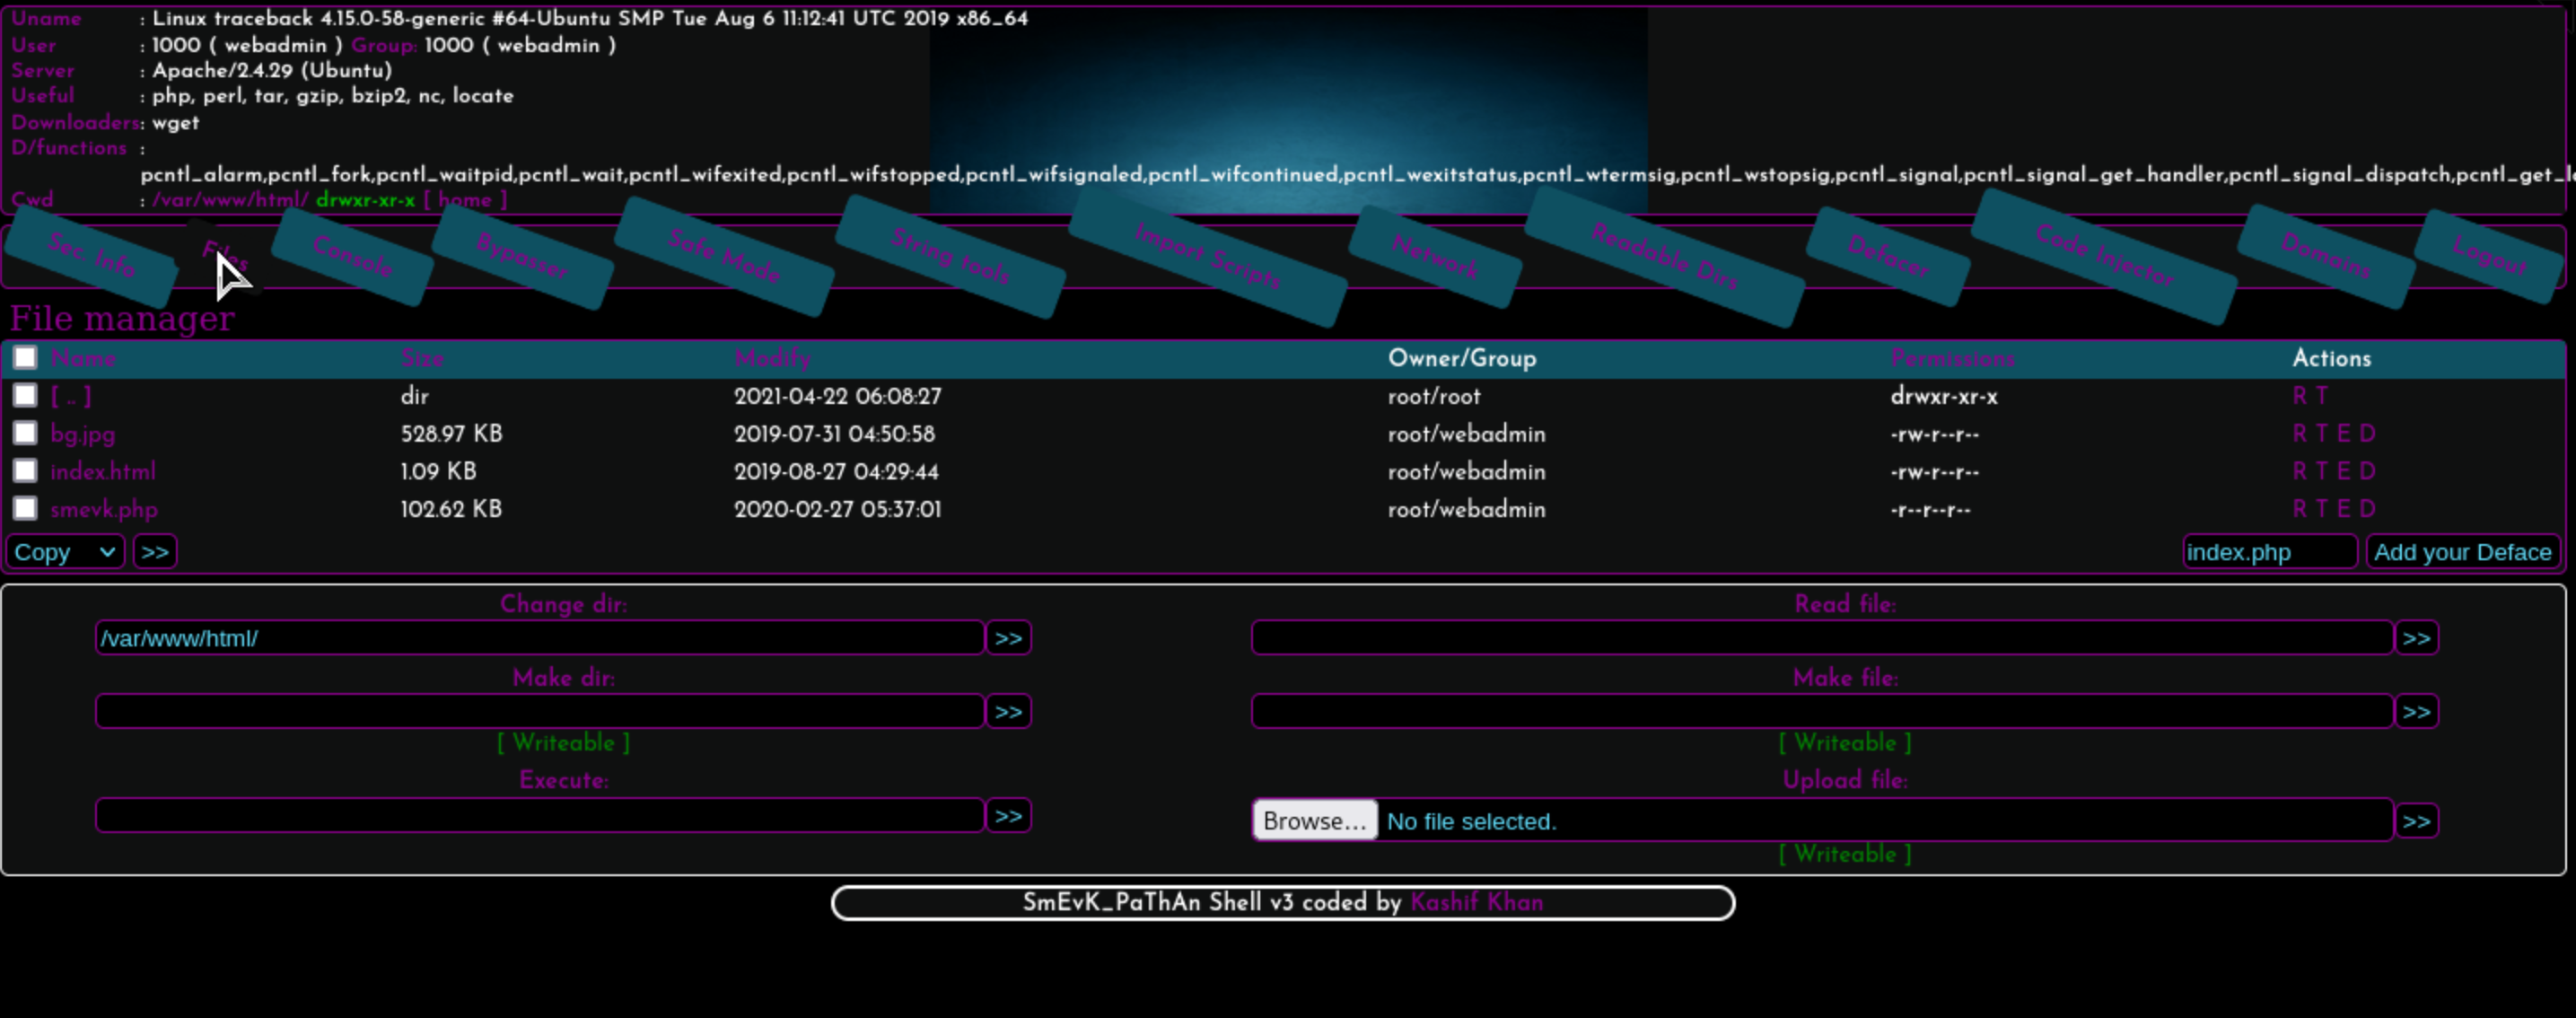 Uname : Linux traceback 4.15.0-58-generic #64-Ubuntu SMP Tue Aug 6 11:12:41 UTC 2019 x86_64
User : 1000 ( webadmin ) Group: 1000 ( webadmin )
Server : Apache/2.4.29 (Ubuntu)
Useful : php, perl, tar, gzip, bzip2, nc, locate
Downloaders: wget
D/functions :
pcntl_alarm,pcntl_fork,pcntl_waitpid,pcntl_wait,pcntl_wifexited,pcntl_wifstopped,pcntl_wifsignaled,pcntl_wifcontinued,pcntl_wexitstatus,pcntl_wtermsig,pcntl_wstopsig,pcntl_signal,pcntl_signal_get_handler,pcntl_signal_dispatch,pcntl_get_l
Cwd : /var/www/html/ drwxr-xr-x [ home ]
Sec. Info Files Console Bypasser Safe Mode String tools Import Scripts Network Readable Dirs Defacer Code Injector Domains Logout
File manager
Name Size Modify Owner/Group Permissions Actions
[ .. ] dir 2021-04-22 06:08:27 root/root drwxr-xr-x R T
bg.jpg 528.97 KB 2019-07-31 04:50:58 root/webadmin -rw-r--r-- R T E D
index.html 1.09 KB 2019-08-27 04:29:44 root/webadmin -rw-r--r-- R T E D
smevk.php 102.62 KB 2020-02-27 05:37:01 root/webadmin -r--r--r-- R T E D
Copy >> index.php Add your Deface
Change dir: Read file:
/var/www/html/ >> >>
Make dir: Make file:
>> >>
[ Writeable ] [ Writeable ]
Execute: Upload file:
>> Browse... No file selected. >>
[ Writeable ]
SmEvK_PaThAn Shell v3 coded by Kashif Khan